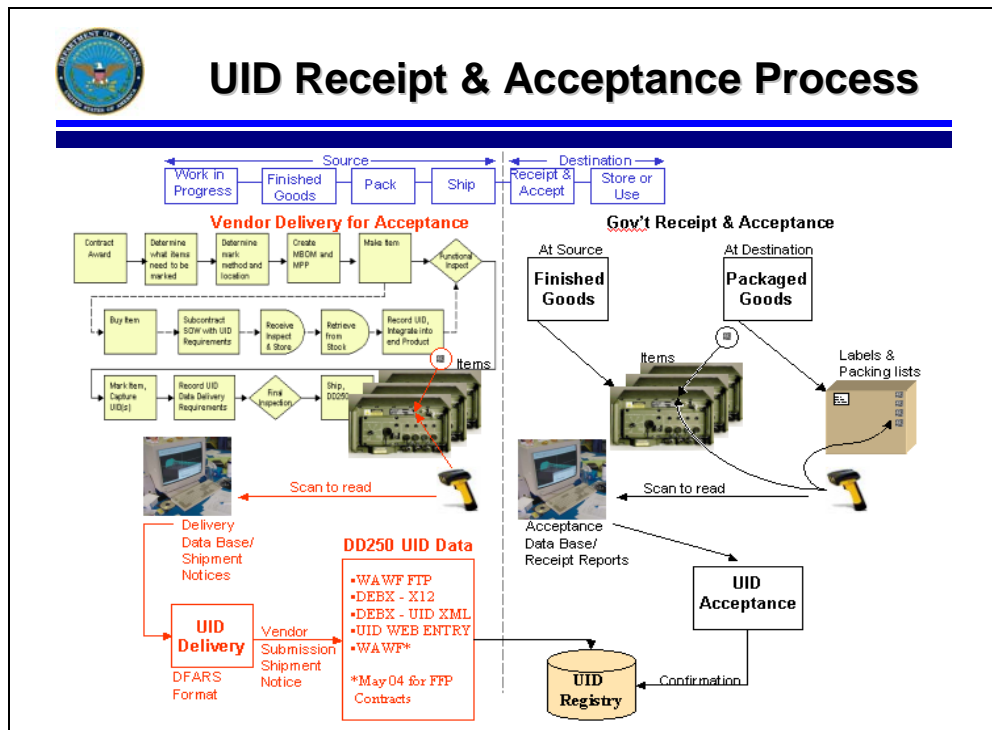 DEPARTMENT OF DEFENSE
UNITED STATES OF AMERICA
UID Receipt & Acceptance Process
Source
Destination
Work in
Progress
Finished
Goods
Pack
Ship
Receipt &
Accept
Store or
Use
Vendor Delivery for Acceptance
Contract
Award
Determine
what items
need to be
marked
Determine
mark
method and
location
Create
MBOM and
MPP
Make Item
Functional
Inspect
Buy Item
Subcontract
SOW with UID
Requirements
Receive
Inspect
& Store
Retrieve
from
Stock
Record UID,
Integrate into
end Product
Mark Item,
Capture
UID(s)
Record UID
Data Delivery
Requirements
Final
Inspection
Ship,
DD250
Items
Scan to read
Delivery
Data Base/
Shipment
Notices
UID
Delivery
DFARS
Format
Vendor
Submission
Shipment
Notice
DD250 UID Data
▪WAWF FTP
▪DEBX - X12
▪DEBX - UID XML
▪UID WEB ENTRY
▪WAWF*
*May 04 for FFP
Contracts
Gov't Receipt & Acceptance
At Source
Finished
Goods
At Destination
Packaged
Goods
Items
Labels &
Packing lists
Scan to read
Acceptance
Data Base/
Receipt Reports
UID
Acceptance
Confirmation
UID
Registry